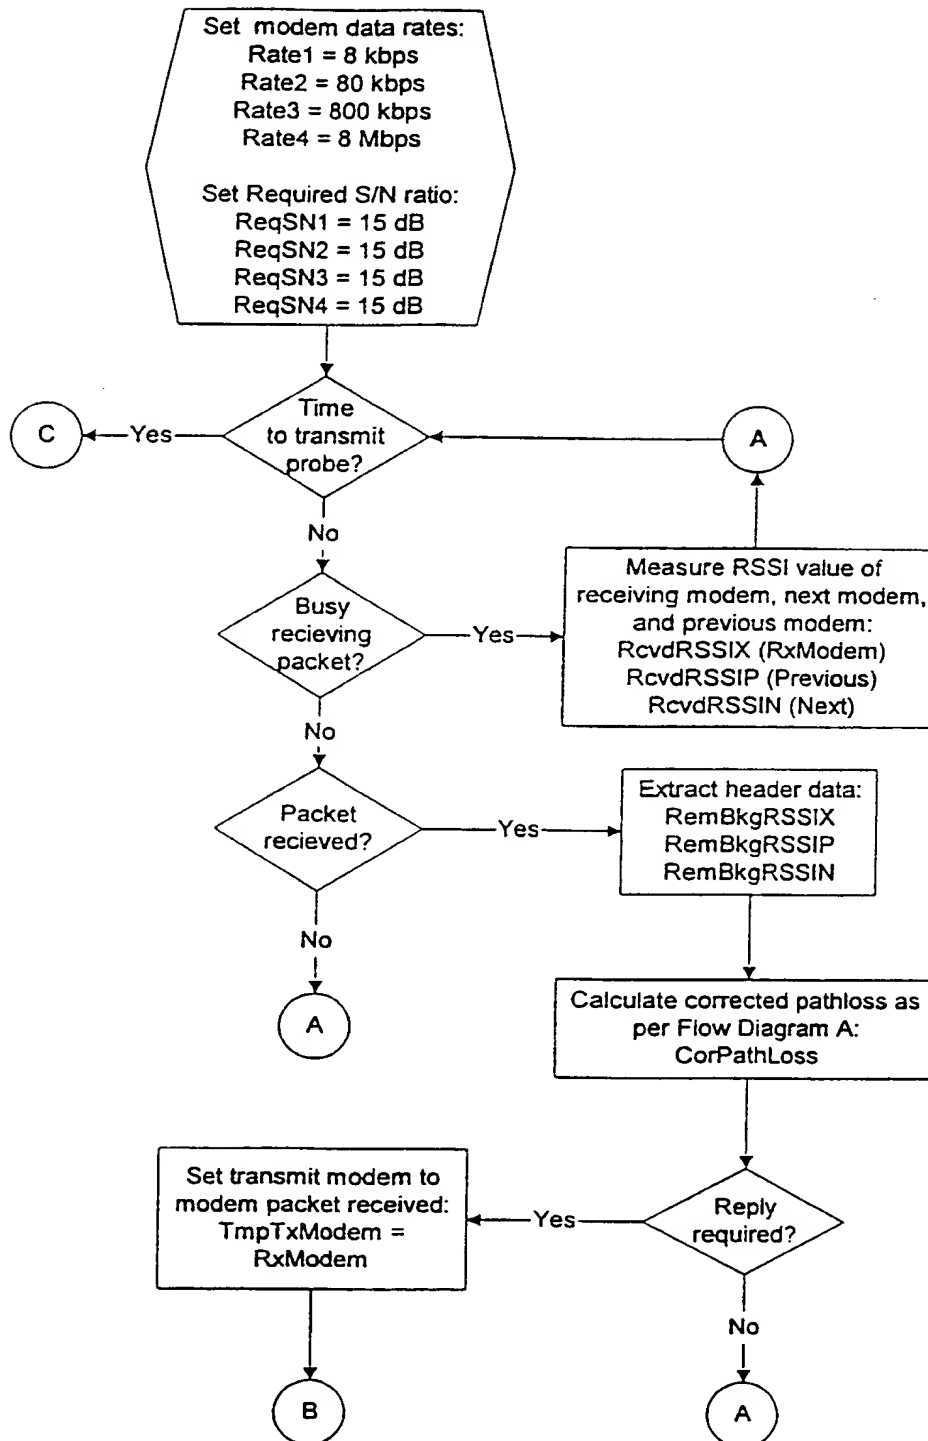 Set modem data rates:
Rate1 = 8 kbps
Rate2 = 80 kbps
Rate3 = 800 kbps
Rate4 = 8 Mbps
Set Required S/N ratio:
ReqSN1 = 15 dB
ReqSN2 = 15 dB
ReqSN3 = 15 dB
ReqSN4 = 15 dB
Time
to transmit
probe?
Yes
C
A
No
Busy
recieving
packet?
Yes
Measure RSSI value of
receiving modem, next modem,
and previous modem:
RcvdRSSIX (RxModem)
RcvdRSSIP (Previous)
RcvdRSSIN (Next)
No
Packet
recieved?
Yes
Extract header data:
RemBkgRSSIX
RemBkgRSSIP
RemBkgRSSIN
No
A
Calculate corrected pathloss as
per Flow Diagram A:
CorPathLoss
Reply
required?
Yes
Set transmit modem to
modem packet received:
TmpTxModem =
RxModem
No
B
A